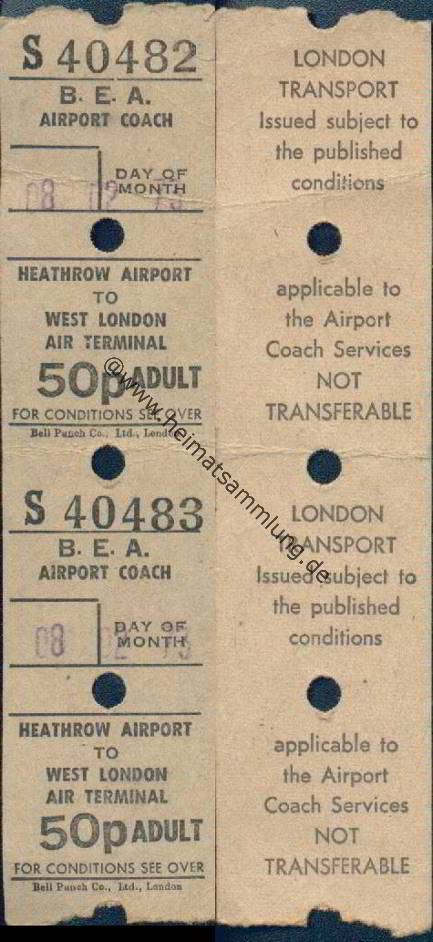 S 40482
B. E. A.
AIRPORT COACH
DAY OF
MONTH
08 02 73
HEATHROW AIRPORT
TO
WEST LONDON
AIR TERMINAL
50p ADULT
FOR CONDITIONS SEE OVER
Bell Punch Co., Ltd., London
S 40483
B. E. A.
AIRPORT COACH
DAY OF
MONTH
08 02 73
HEATHROW AIRPORT
TO
WEST LONDON
AIR TERMINAL
50p ADULT
FOR CONDITIONS SEE OVER
Bell Punch Co., Ltd., London
LONDON
TRANSPORT
Issued subject to
the published
conditions
applicable to
the Airport
Coach Services
NOT
TRANSFERABLE
LONDON
TRANSPORT
Issued subject to
the published
conditions
applicable to
the Airport
Coach Services
NOT
TRANSFERABLE
@www.heimatsammlung.de